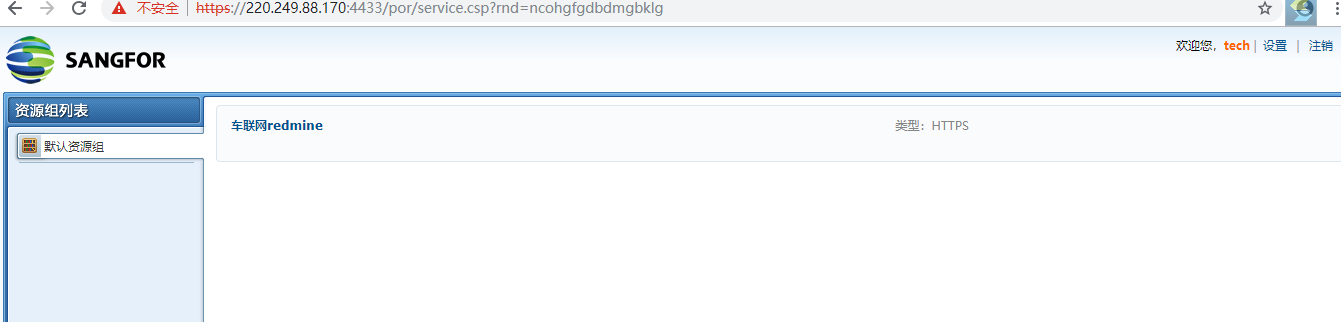 不安全 https://220.249.88.170:4433/por/service.csp?rnd=ncohgfgdbdmgbklg
SANGFOR
欢迎您，tech | 设置 | 注销
资源组列表
车联网redmine 类型：HTTPS
默认资源组